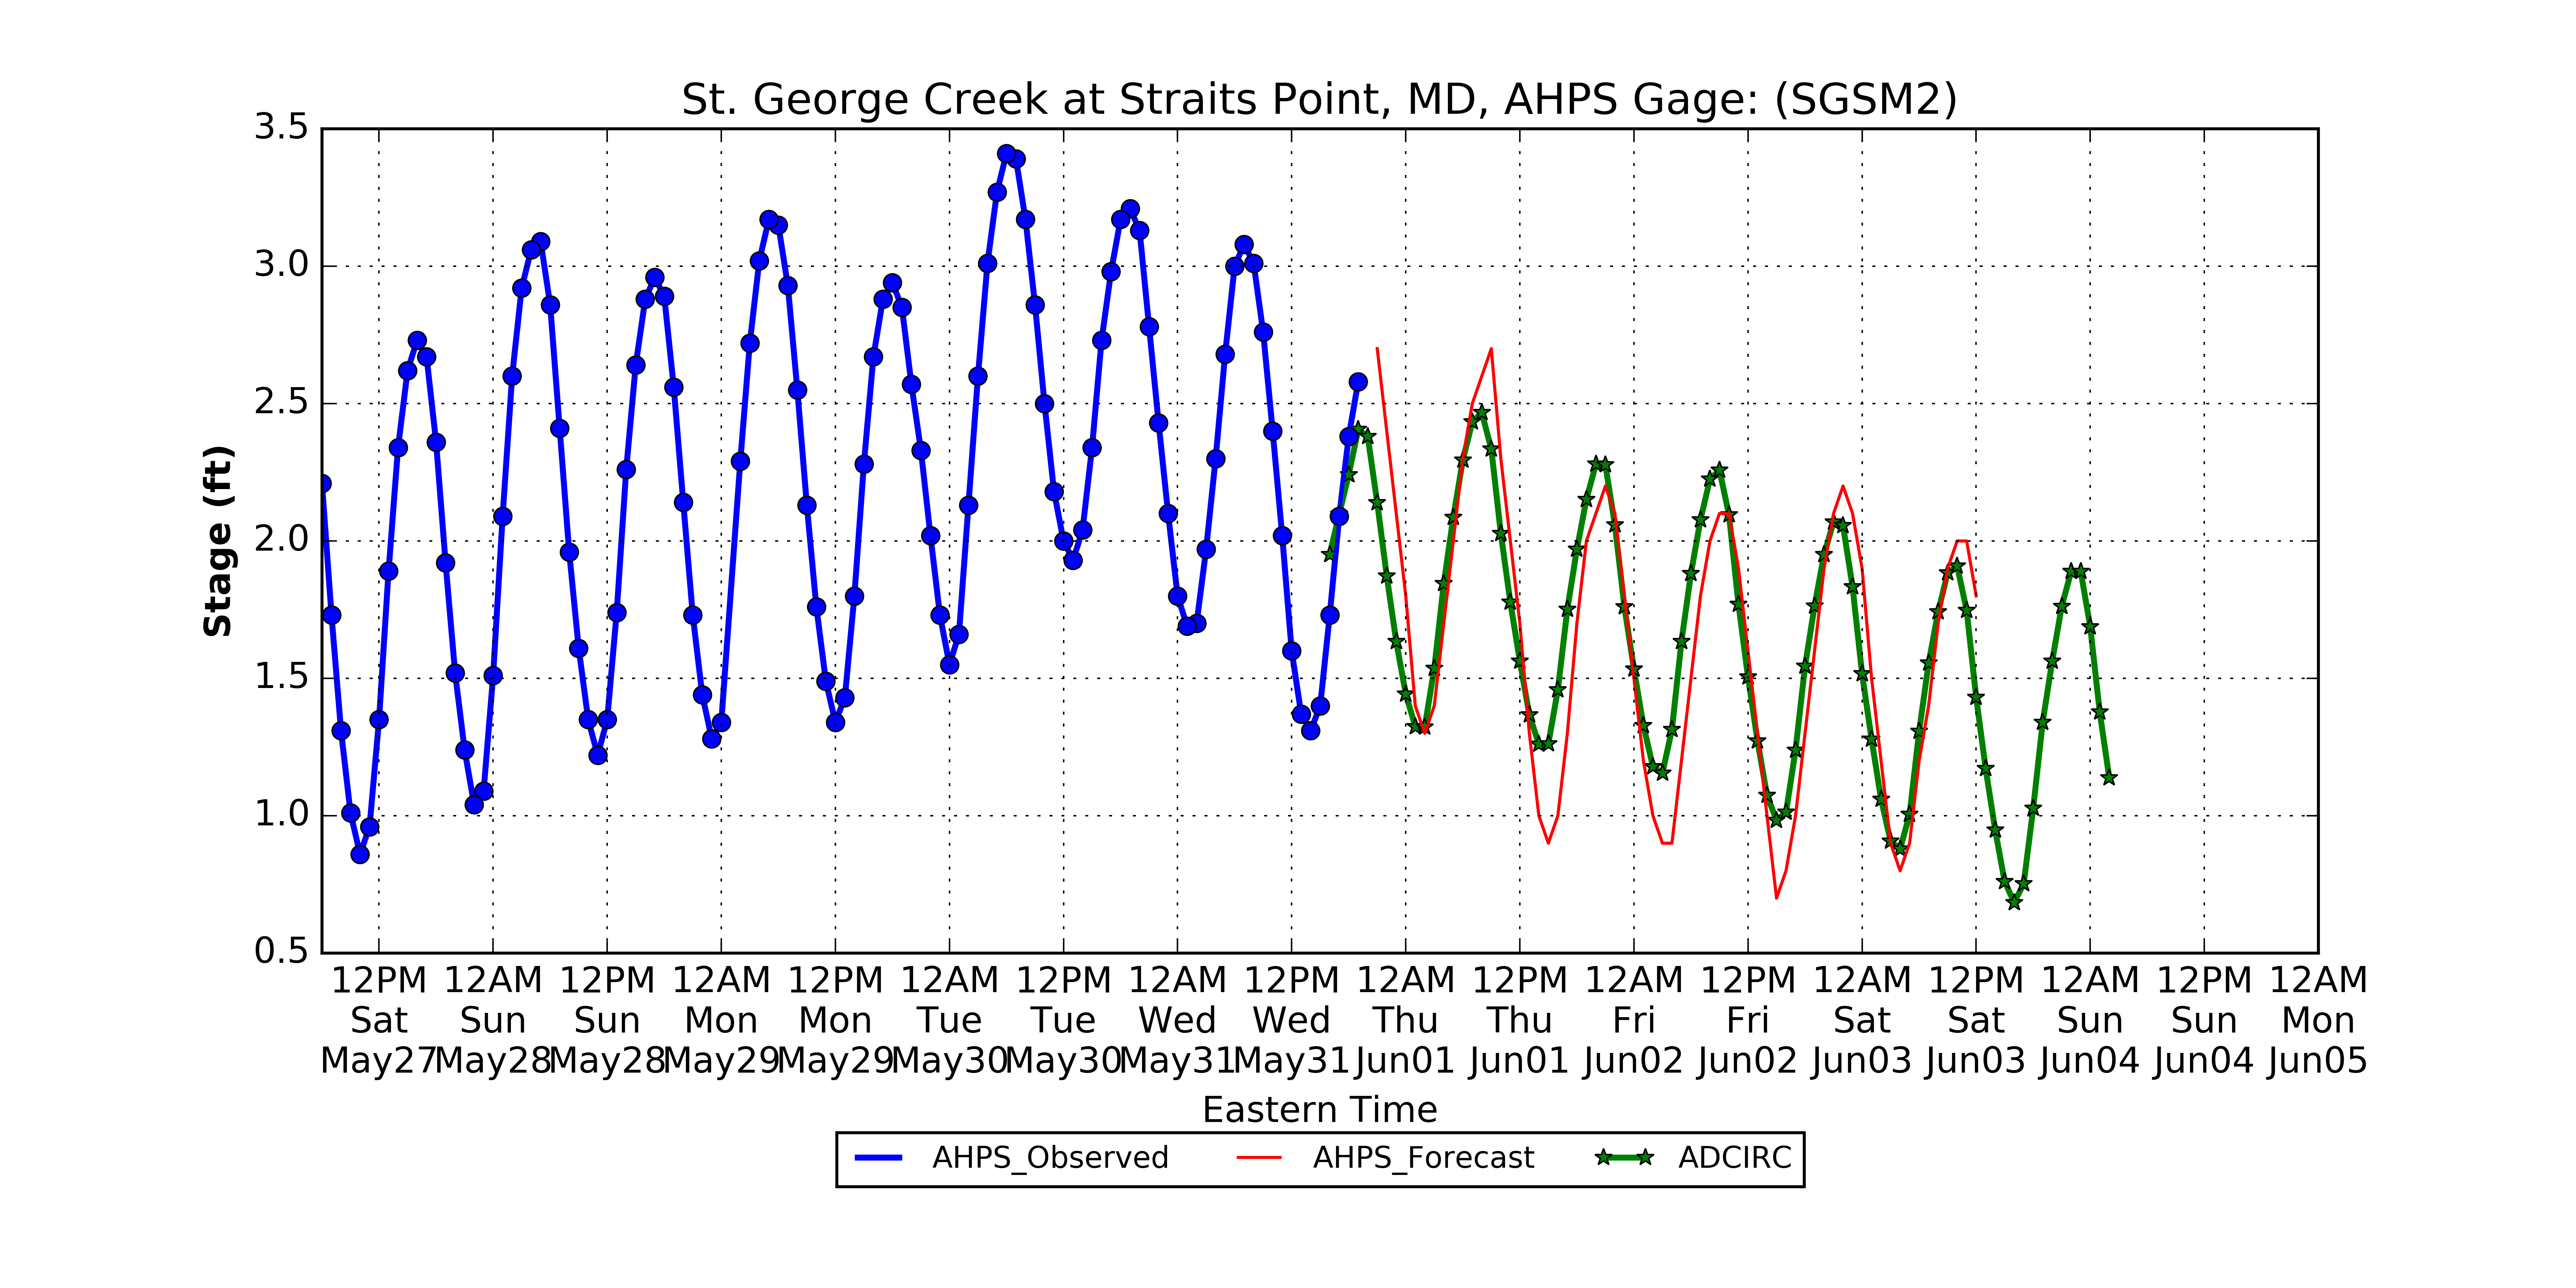 St. George Creek at Straits Point, MD, AHPS Gage: (SGSM2)
3.5
3.0
2.5
2.0
1.5
1.0
0.5
Stage (ft)
12PM 12AM 12PM 12AM 12PM 12AM 12PM 12AM 12PM 12AM 12PM 12AM 12PM 12AM 12PM 12AM 12PM 12AM
Sat Sun Sun Mon Mon Tue Tue Wed Wed Thu Thu Fri Fri Sat Sat Sun Sun Mon
May27 May28 May28 May29 May29 May30 May30 May31 May31 Jun01 Jun01 Jun02 Jun02 Jun03 Jun03 Jun04 Jun04 Jun05
Eastern Time
AHPS_Observed AHPS_Forecast ADCIRC